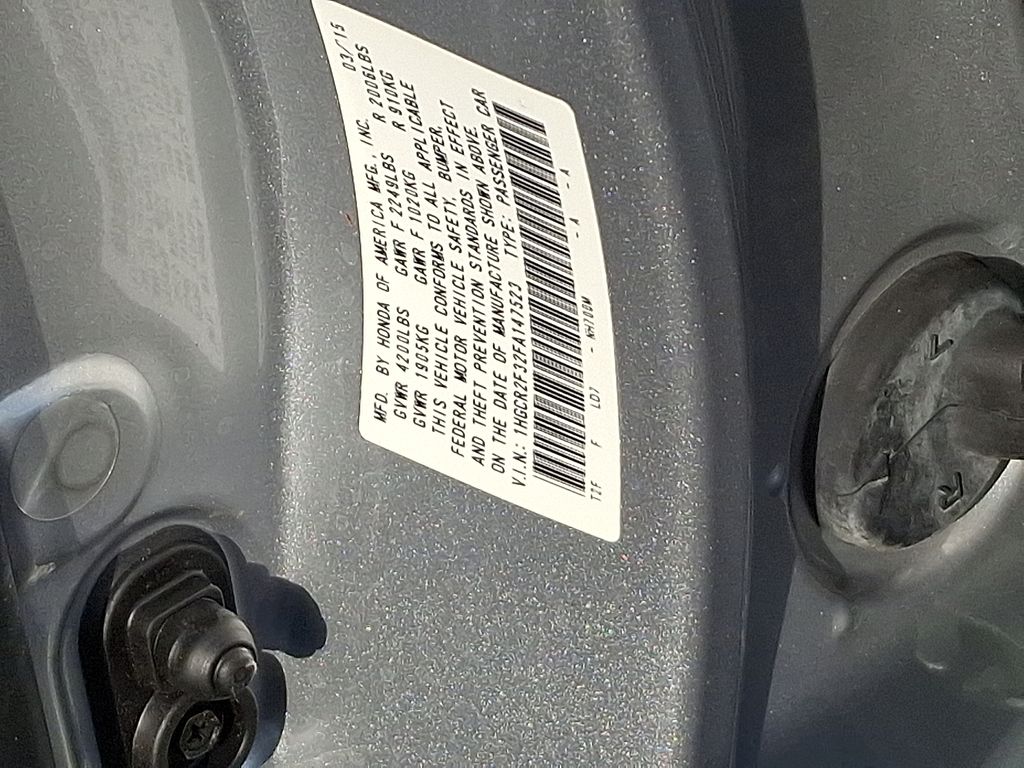 MFD. BY HONDA OF AMERICA MFG., INC. 03/15
GVWR 4200LBS GAWR F 2249LBS R 2006LBS
GVWR 1905KG GAWR F 1020KG R 910KG
THIS VEHICLE CONFORMS TO ALL APPLICABLE
FEDERAL MOTOR VEHICLE SAFETY, BUMPER,
AND THEFT PREVENTION STANDARDS IN EFFECT
ON THE DATE OF MANUFACTURE SHOWN ABOVE.
V.I.N.: 1HGCR2F32FA147523 TYPE: PASSENGER CAR
T2F F LDJ - NH700M - A - A
R